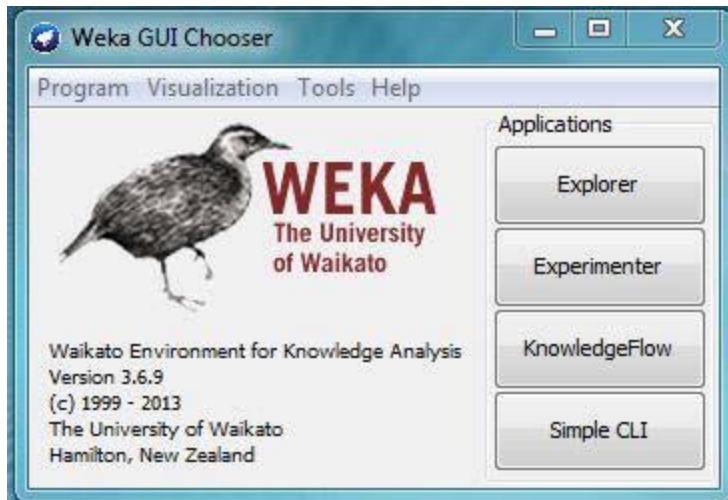 Weka GUI Chooser
Program Visualization Tools Help
WEKA
The University
of Waikato
Waikato Environment for Knowledge Analysis
Version 3.6.9
(c) 1999 - 2013
The University of Waikato
Hamilton, New Zealand
Applications
Explorer
Experimenter
KnowledgeFlow
Simple CLI